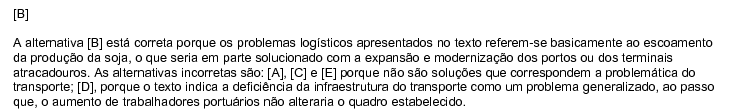 [B]
A alternativa [B] está correta porque os problemas logísticos apresentados no texto referem-se basicamente ao escoamento
da produção da soja, o que seria em parte solucionado com a expansão e modernização dos portos ou dos terminais
atracadouros. As alternativas incorretas são: [A], [C] e [E] porque não são soluções que correspondem a problemática do
transporte; [D], porque o texto indica a deficiência da infraestrutura do transporte como um problema generalizado, ao passo
que, o aumento de trabalhadores portuários não alteraria o quadro estabelecido.